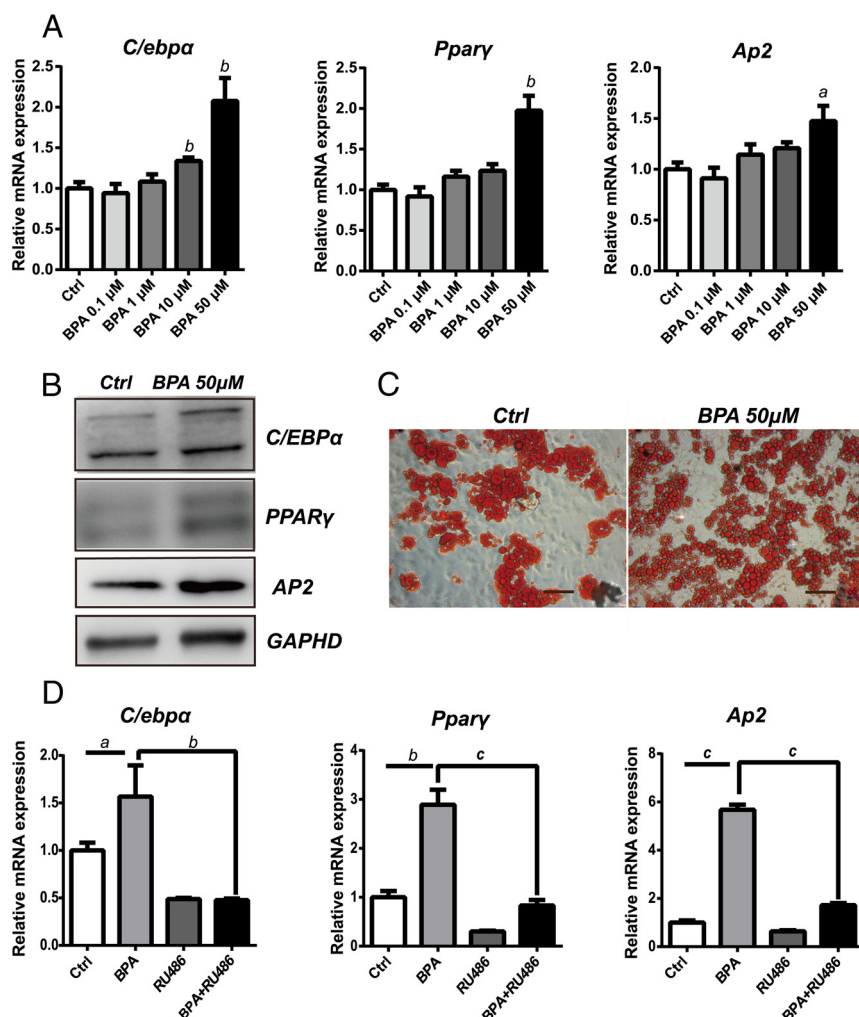 A
C/ebpα
Relative mRNA expression
2.5
2.0
1.5
1.0
0.5
0.0
b
b
Ctrl
BPA 0.1 µM
BPA 1 µM
BPA 10 µM
BPA 50 µM
Pparγ
Relative mRNA expression
2.5
2.0
1.5
1.0
0.5
0.0
b
Ctrl
BPA 0.1 µM
BPA 1 µM
BPA 10 µM
BPA 50 µM
Ap2
Relative mRNA expression
2.0
1.5
1.0
0.5
0.0
a
Ctrl
BPA 0.1 µM
BPA 1 µM
BPA 10 µM
BPA 50 µM
B
Ctrl BPA 50µM
C/EBPα
PPARγ
AP2
GAPHD
C
Ctrl
BPA 50µM
D
C/ebpα
Relative mRNA expression
2.0
1.5
1.0
0.5
0.0
a
b
Ctrl
BPA
RU486
BPA+RU486
Pparγ
Relative mRNA expression
4
3
2
1
0
b
c
Ctrl
BPA
RU486
BPA+RU486
Ap2
Relative mRNA expression
8
6
4
2
0
c
c
Ctrl
BPA
RU486
BPA+RU486